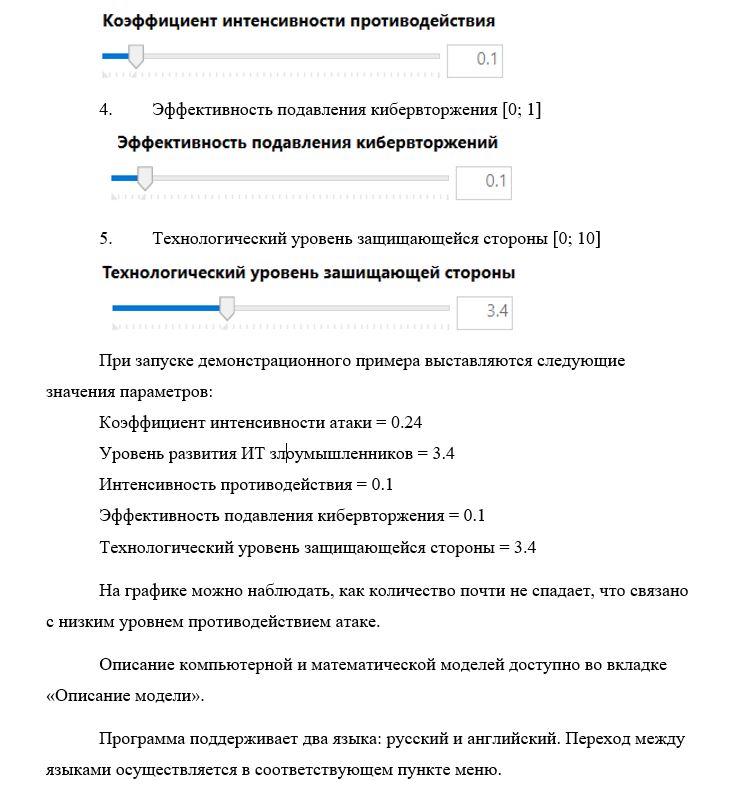 Коэффициент интенсивности противодействия
0.1
4. Эффективность подавления кибервторжения [0; 1]
Эффективность подавления кибервторжений
0.1
5. Технологический уровень защищающейся стороны [0; 10]
Технологический уровень зашищающей стороны
3.4
При запуске демонстрационного примера выставляются следующие
значения параметров:
Коэффициент интенсивности атаки = 0.24
Уровень развития ИТ злоумышленников = 3.4
Интенсивность противодействия = 0.1
Эффективность подавления кибервторжения = 0.1
Технологический уровень защищающейся стороны = 3.4
На графике можно наблюдать, как количество почти не спадает, что связано
с низким уровнем противодействием атаке.
Описание компьютерной и математической моделей доступно во вкладке
«Описание модели».
Программа поддерживает два языка: русский и английский. Переход между
языками осуществляется в соответствующем пункте меню.